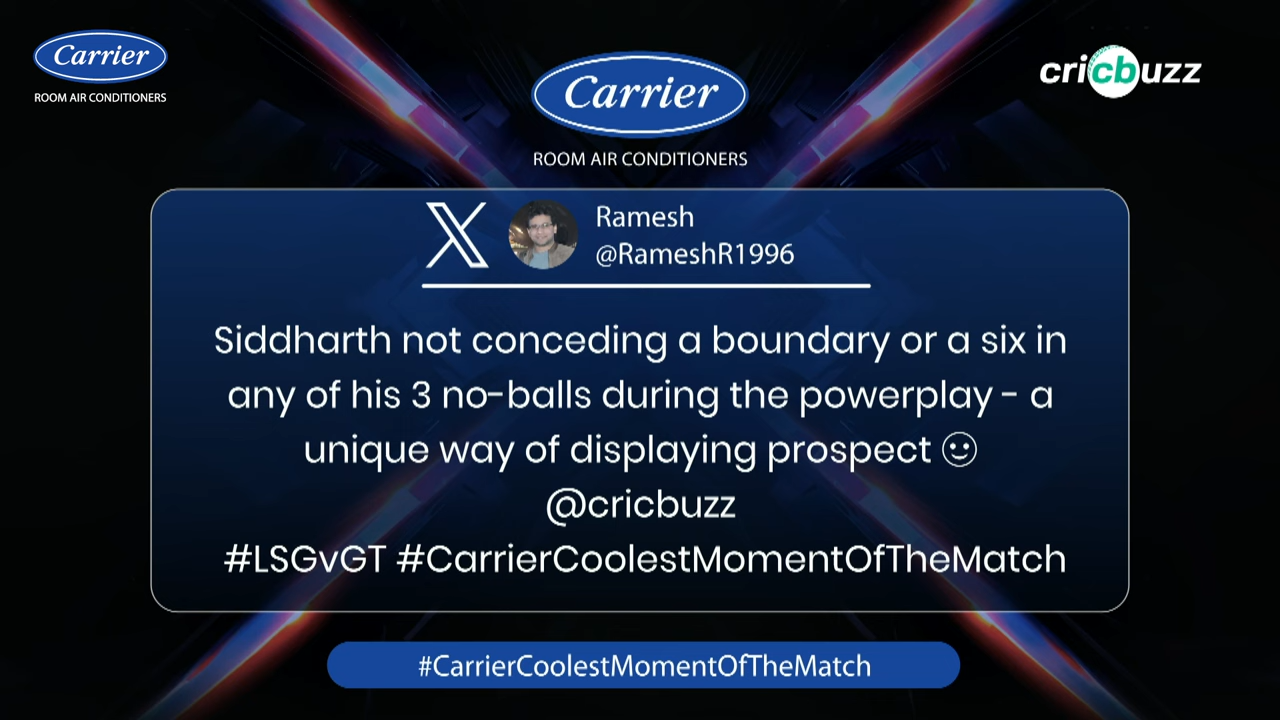 Carrier
ROOM AIR CONDITIONERS
Carrier
ROOM AIR CONDITIONERS
cricbuzz
Ramesh
@RameshR1996
Siddharth not conceding a boundary or a six in
any of his 3 no-balls during the powerplay - a
unique way of displaying prospect 🙂
@cricbuzz
#LSGvGT #CarrierCoolestMomentOfTheMatch
#CarrierCoolestMomentOfTheMatch